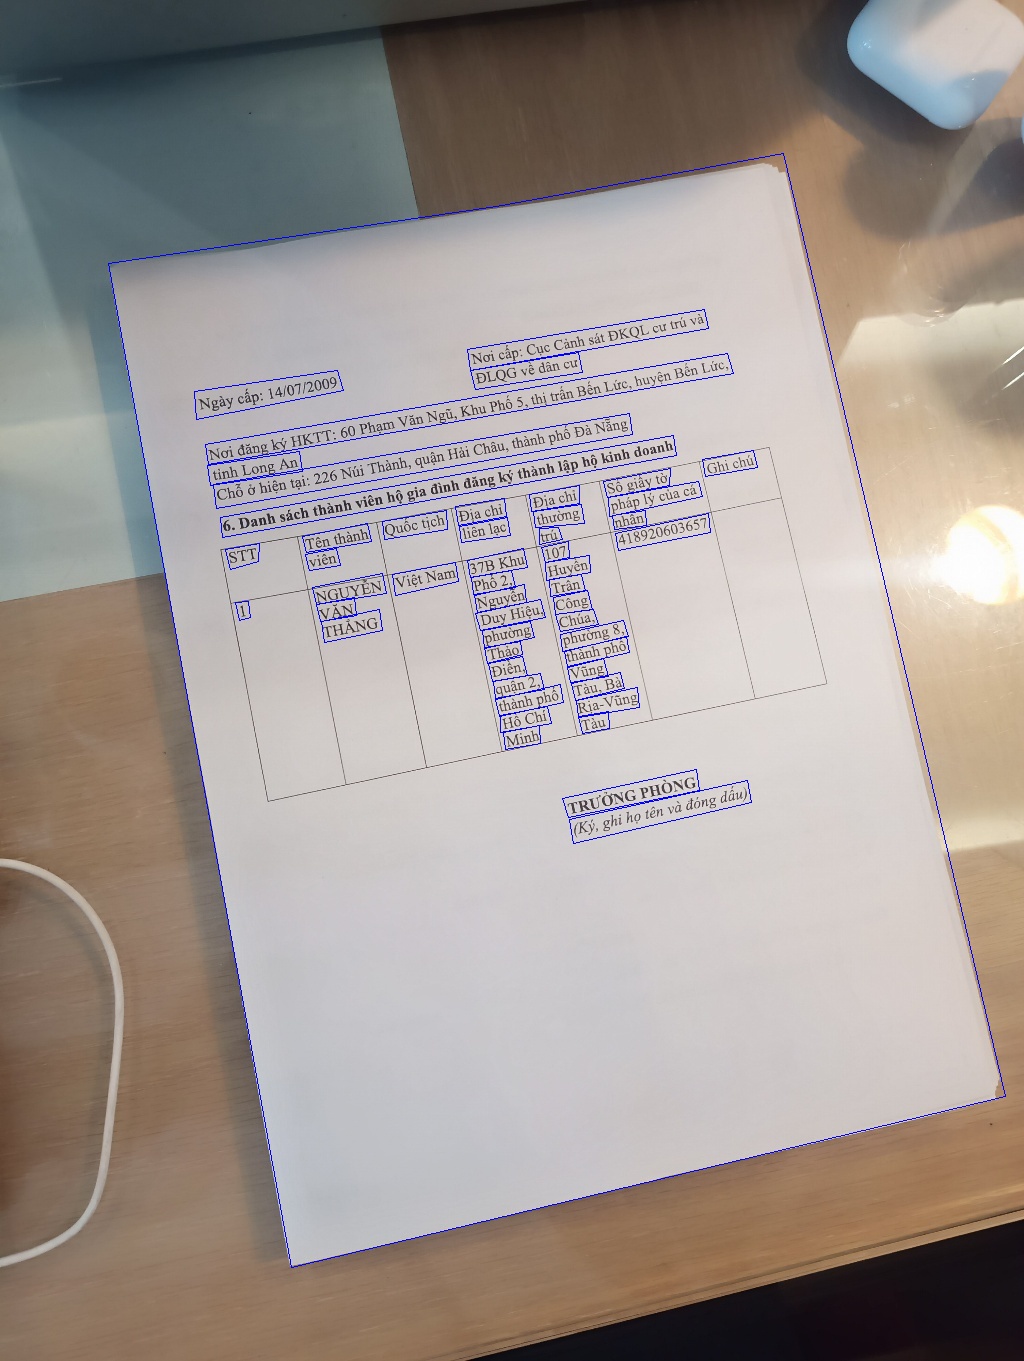 Ngày cấp: 14/07/2009
Nơi cấp: Cục Cảnh sát ĐKQL cư trú và
ĐLQG về dân cư
Nơi đăng ký HKTT: 60 Phạm Văn Ngũ, Khu Phố 5, thị trấn Bến Lức, huyện Bến Lức,
tỉnh Long An
Chỗ ở hiện tại: 226 Núi Thành, quận Hải Châu, thành phố Đà Nẵng
6. Danh sách thành viên hộ gia đình đăng ký thành lập hộ kinh doanh
STT
Tên thành
viên
Quốc tịch
Địa chỉ
liên lạc
Địa chỉ
thường
trú
Số giấy tờ
pháp lý của cá
nhân
Ghi chú
1
NGUYỄN
VĂN
THẮNG
Việt Nam
37B Khu
Phố 2,
Nguyễn
Duy Hiệu,
phường
Thảo
Điền,
quận 2,
thành phố
Hồ Chí
Minh
107
Huyền
Trân
Công
Chúa,
phường 8,
thành phố
Vũng
Tàu, Bà
Rịa-Vũng
Tàu
418920603657
TRƯỞNG PHÒNG
(Ký, ghi họ tên và đóng dấu)